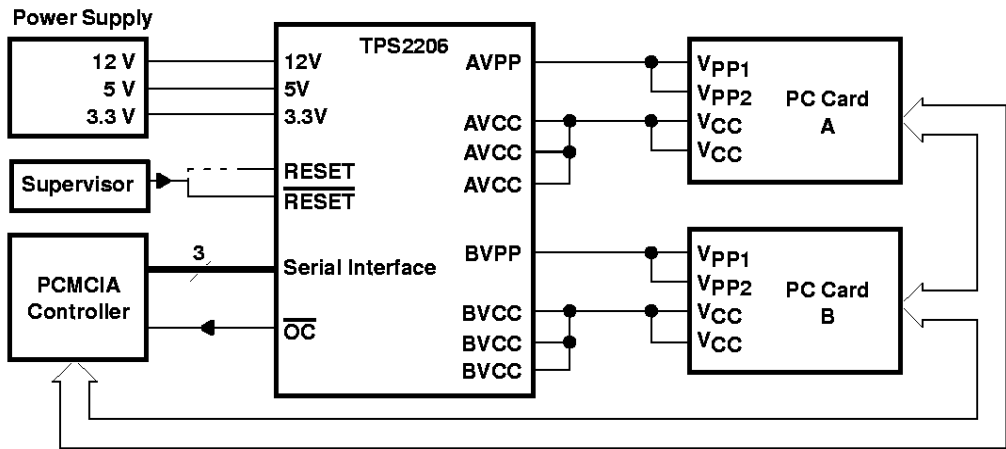 Power Supply
12 V
5 V
3.3 V
Supervisor
PCMCIA
Controller
3
TPS2206
12V
5V
3.3V
RESET
RESET
Serial Interface
OC
AVPP
AVCC
AVCC
AVCC
BVPP
BVCC
BVCC
BVCC
VPP1
VPP2
VCC
VCC
PC Card
A
VPP1
VPP2
VCC
VCC
PC Card
B